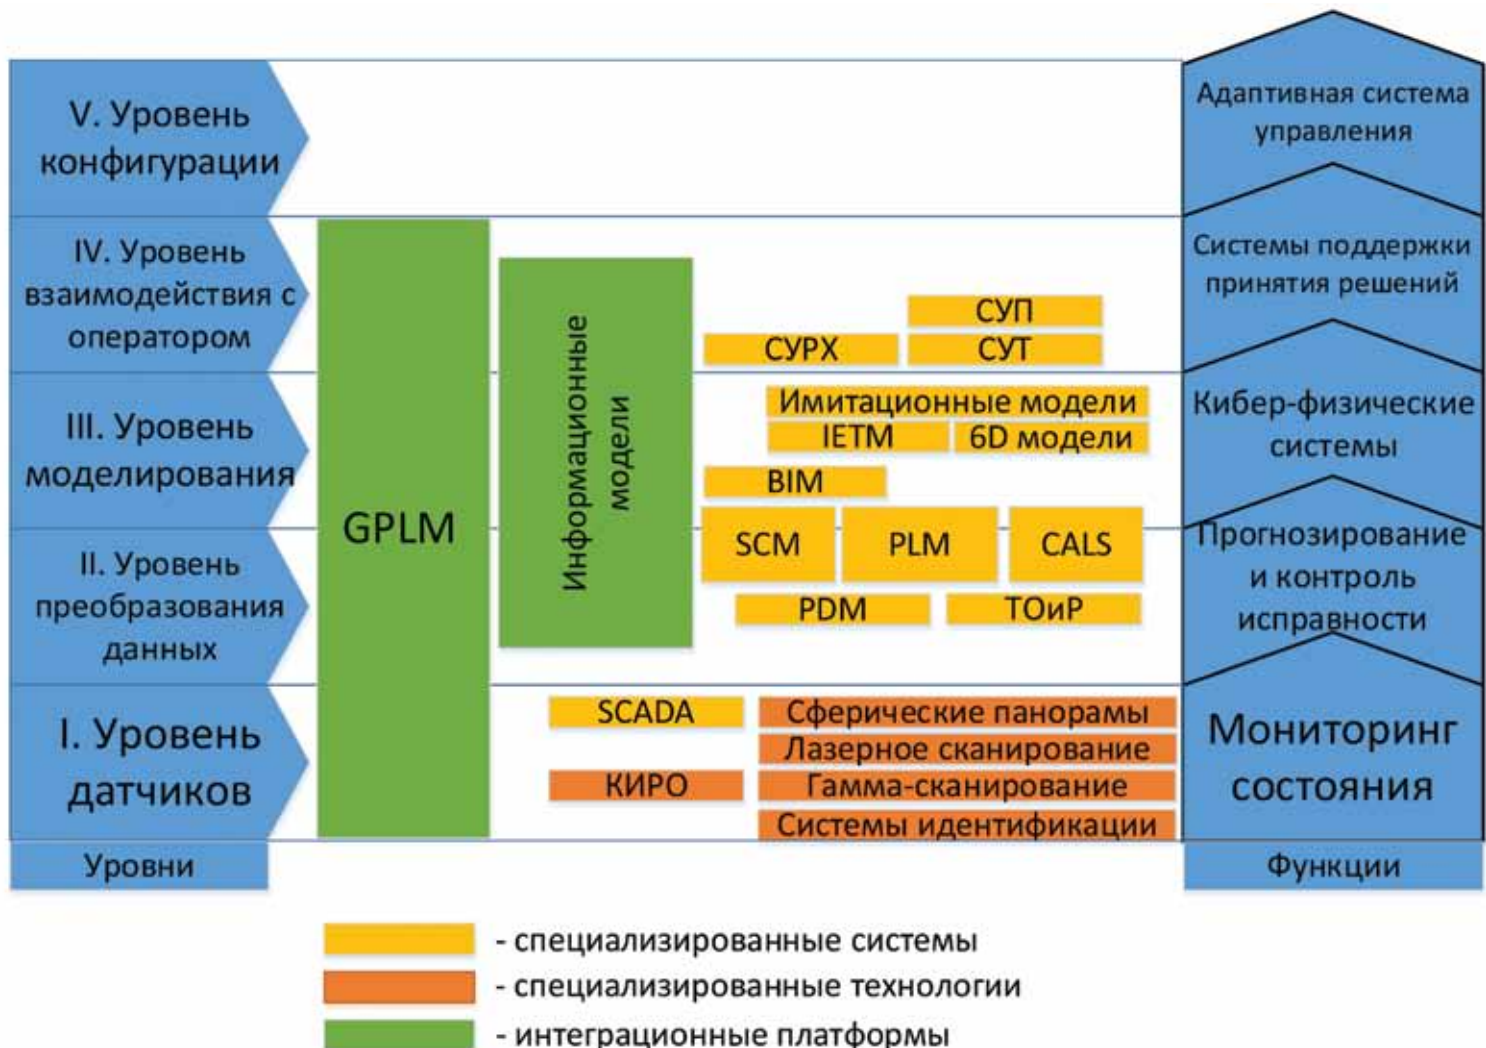 V. Уровень
конфигурации
Адаптивная система
управления
IV. Уровень
взаимодействия с
оператором
Системы поддержки
принятия решений
СУП
СУРХ
СУТ
III. Уровень
моделирования
Имитационные модели
IETM
6D модели
BIM
Кибер-физические
системы
GPLM
Информационные
модели
II. Уровень
преобразования
данных
SCM
PLM
CALS
PDM
ТОиР
Прогнозирование
и контроль
исправности
I. Уровень
датчиков
SCADA
Сферические панорамы
Лазерное сканирование
КИРО
Гамма-сканирование
Системы идентификации
Мониторинг
состояния
Уровни
Функции
- специализированные системы
- специализированные технологии
- интеграционные платформы